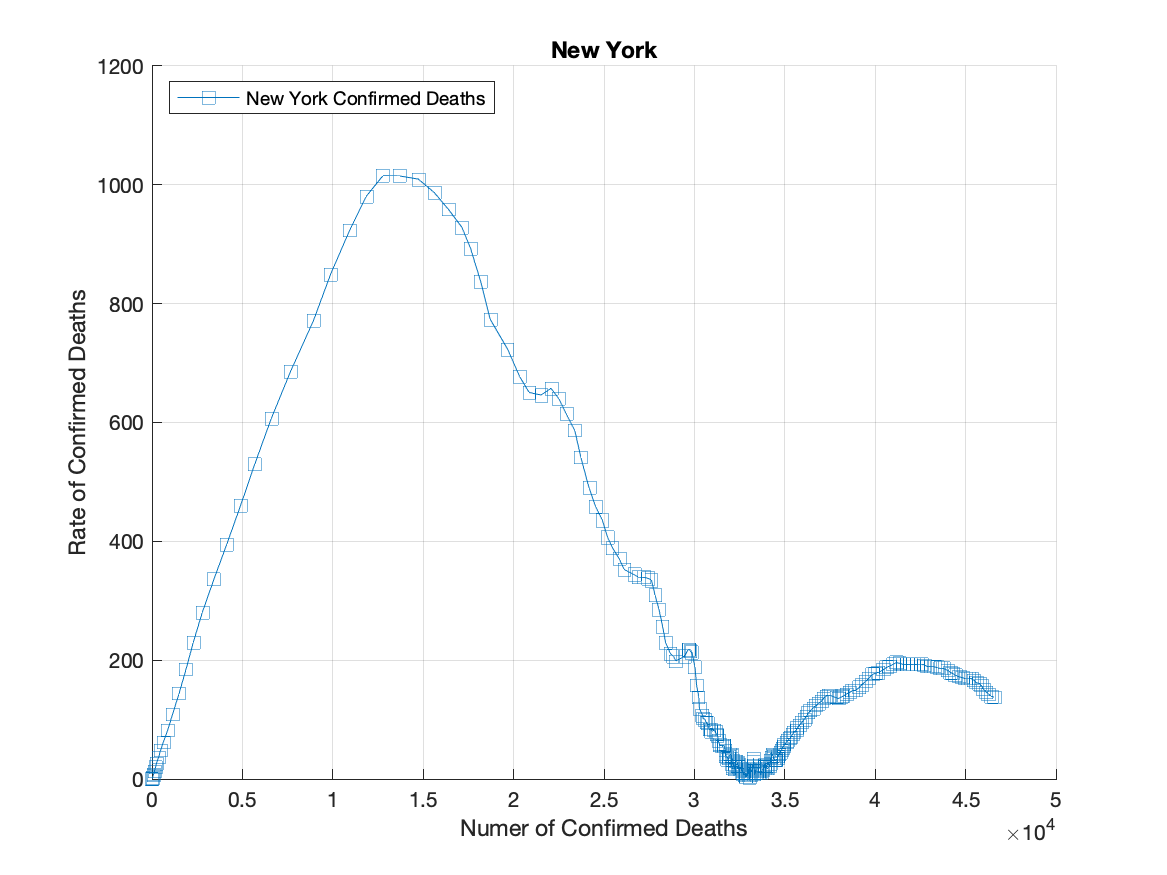 New York
1200
New York Confirmed Deaths
1000
800
600
400
200
0
Rate of Confirmed Deaths
0 0.5 1 1.5 2 2.5 3 3.5 4 4.5 5
Numer of Confirmed Deaths
×10^4